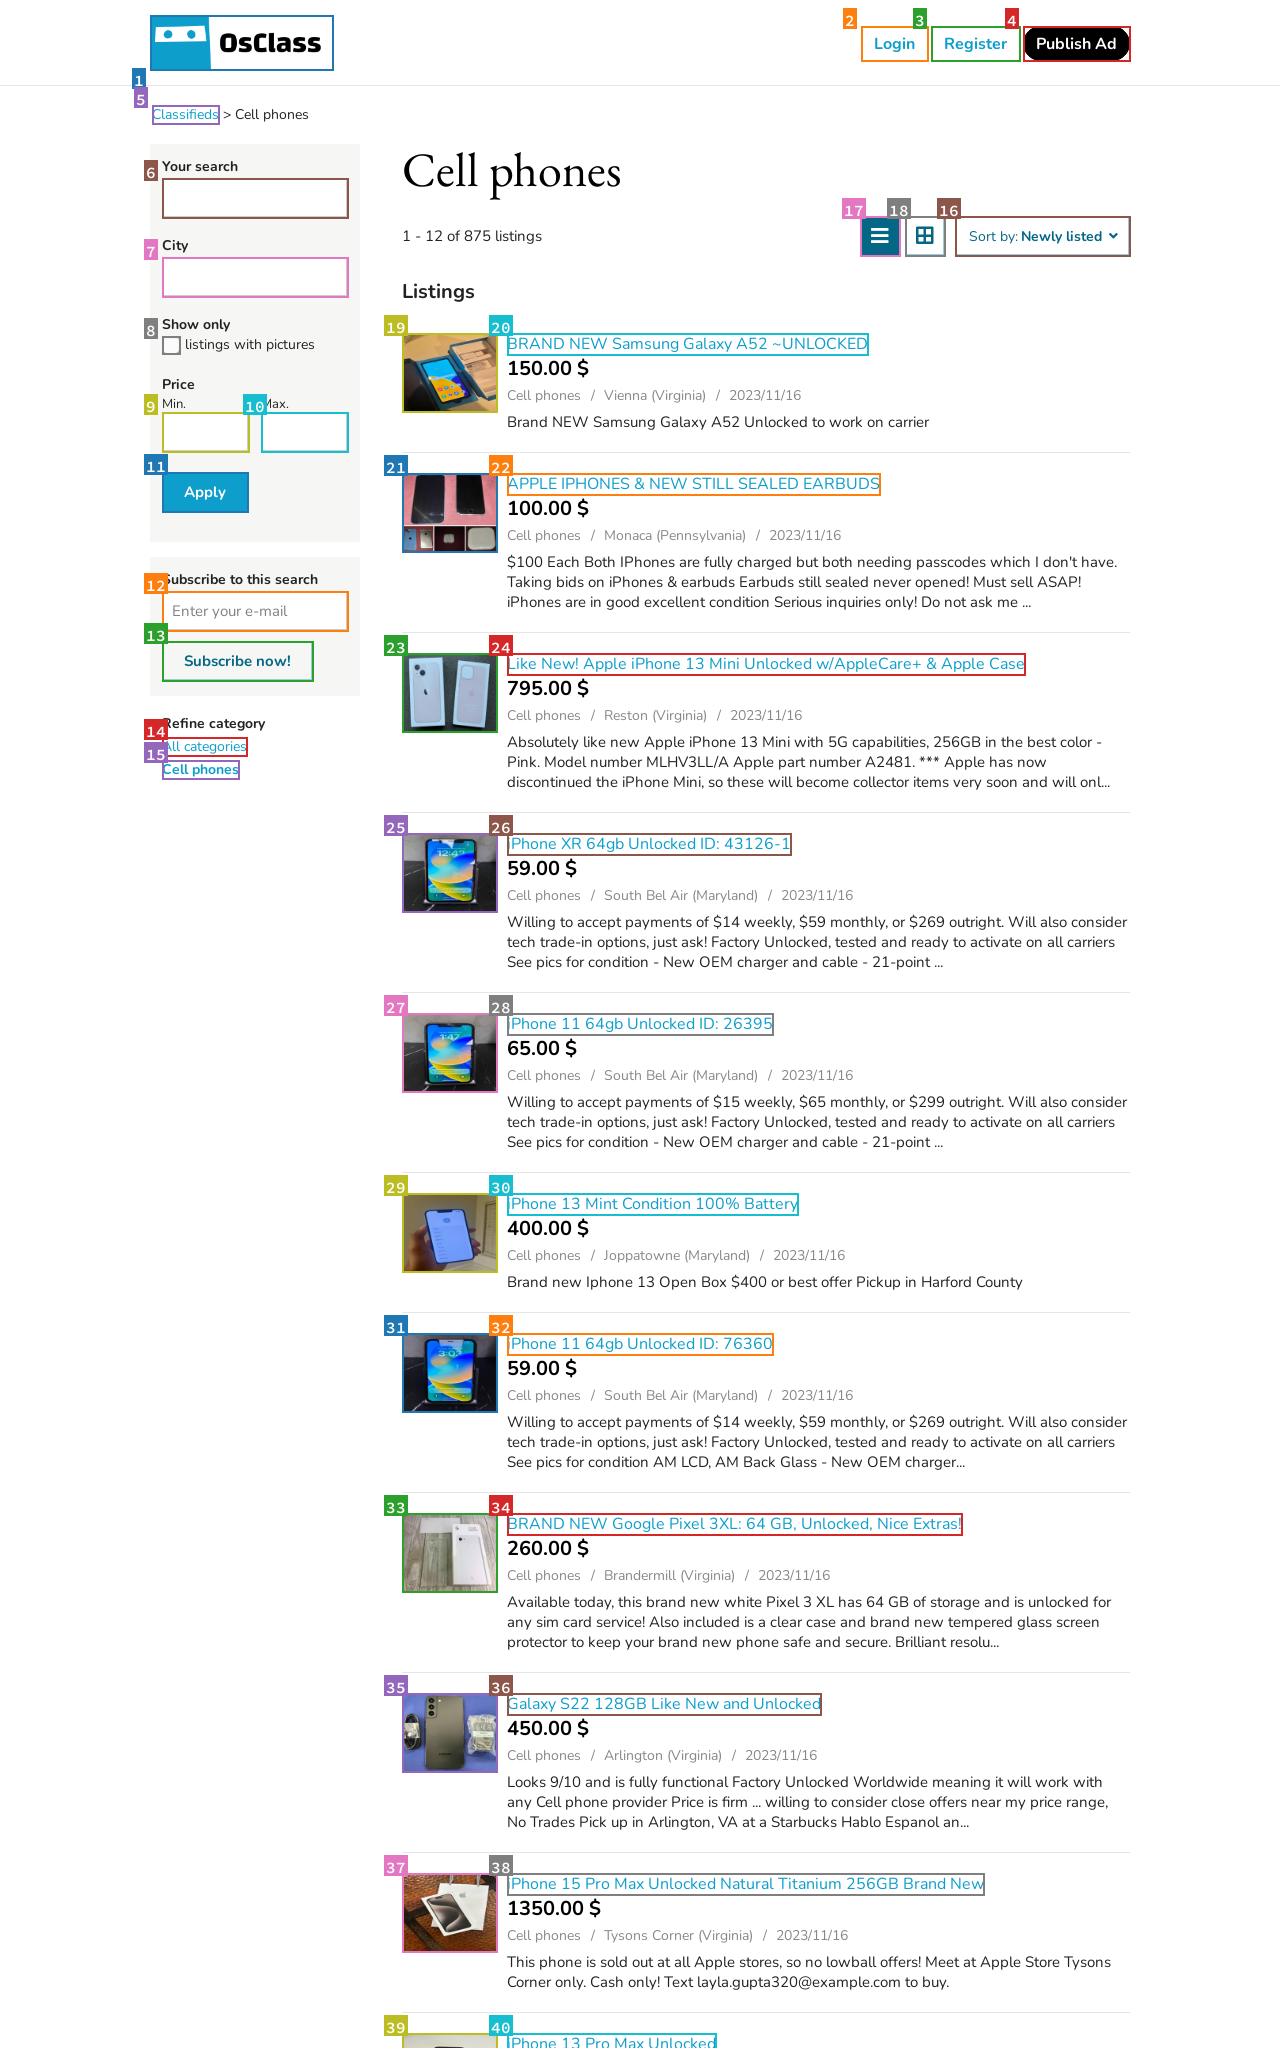 OsClass
2
3
4
Login
Register
Publish Ad
1
5
Classifieds > Cell phones
6
Your search
7
City
8
Show only
listings with pictures
Price
9
Min.
10
Max.
11
Apply
12
Subscribe to this search
Enter your e-mail
13
Subscribe now!
14
Refine category
All categories
15
Cell phones
Cell phones
1 - 12 of 875 listings
17
18
16
Sort by: Newly listed
Listings
19
20
BRAND NEW Samsung Galaxy A52 ~UNLOCKED
150.00 $
Cell phones / Vienna (Virginia) / 2023/11/16
Brand NEW Samsung Galaxy A52 Unlocked to work on carrier
21
22
APPLE IPHONES & NEW STILL SEALED EARBUDS
100.00 $
Cell phones / Monaca (Pennsylvania) / 2023/11/16
$100 Each Both IPhones are fully charged but both needing passcodes which I don't have.
Taking bids on iPhones & earbuds Earbuds still sealed never opened! Must sell ASAP!
iPhones are in good excellent condition Serious inquiries only! Do not ask me ...
23
24
Like New! Apple iPhone 13 Mini Unlocked w/AppleCare+ & Apple Case
795.00 $
Cell phones / Reston (Virginia) / 2023/11/16
Absolutely like new Apple iPhone 13 Mini with 5G capabilities, 256GB in the best color -
Pink. Model number MLHV3LL/A Apple part number A2481. *** Apple has now
discontinued the iPhone Mini, so these will become collector items very soon and will onl...
25
26
iPhone XR 64gb Unlocked ID: 43126-1
59.00 $
Cell phones / South Bel Air (Maryland) / 2023/11/16
Willing to accept payments of $14 weekly, $59 monthly, or $269 outright. Will also consider
tech trade-in options, just ask! Factory Unlocked, tested and ready to activate on all carriers
See pics for condition - New OEM charger and cable - 21-point ...
27
28
iPhone 11 64gb Unlocked ID: 26395
65.00 $
Cell phones / South Bel Air (Maryland) / 2023/11/16
Willing to accept payments of $15 weekly, $65 monthly, or $299 outright. Will also consider
tech trade-in options, just ask! Factory Unlocked, tested and ready to activate on all carriers
See pics for condition - New OEM charger and cable - 21-point ...
29
30
iPhone 13 Mint Condition 100% Battery
400.00 $
Cell phones / Joppatowne (Maryland) / 2023/11/16
Brand new Iphone 13 Open Box $400 or best offer Pickup in Harford County
31
32
iPhone 11 64gb Unlocked ID: 76360
59.00 $
Cell phones / South Bel Air (Maryland) / 2023/11/16
Willing to accept payments of $14 weekly, $59 monthly, or $269 outright. Will also consider
tech trade-in options, just ask! Factory Unlocked, tested and ready to activate on all carriers
See pics for condition AM LCD, AM Back Glass - New OEM charger...
33
34
BRAND NEW Google Pixel 3XL: 64 GB, Unlocked, Nice Extras!
260.00 $
Cell phones / Brandermill (Virginia) / 2023/11/16
Available today, this brand new white Pixel 3 XL has 64 GB of storage and is unlocked for
any sim card service! Also included is a clear case and brand new tempered glass screen
protector to keep your brand new phone safe and secure. Brilliant resolu...
35
36
Galaxy S22 128GB Like New and Unlocked
450.00 $
Cell phones / Arlington (Virginia) / 2023/11/16
Looks 9/10 and is fully functional Factory Unlocked Worldwide meaning it will work with
any Cell phone provider Price is firm ... willing to consider close offers near my price range,
No Trades Pick up in Arlington, VA at a Starbucks Hablo Espanol an...
37
38
iPhone 15 Pro Max Unlocked Natural Titanium 256GB Brand New
1350.00 $
Cell phones / Tysons Corner (Virginia) / 2023/11/16
This phone is sold out at all Apple stores, so no lowball offers! Meet at Apple Store Tysons
Corner only. Cash only! Text layla.gupta320@example.com to buy.
39
40
iPhone 13 Pro Max Unlocked